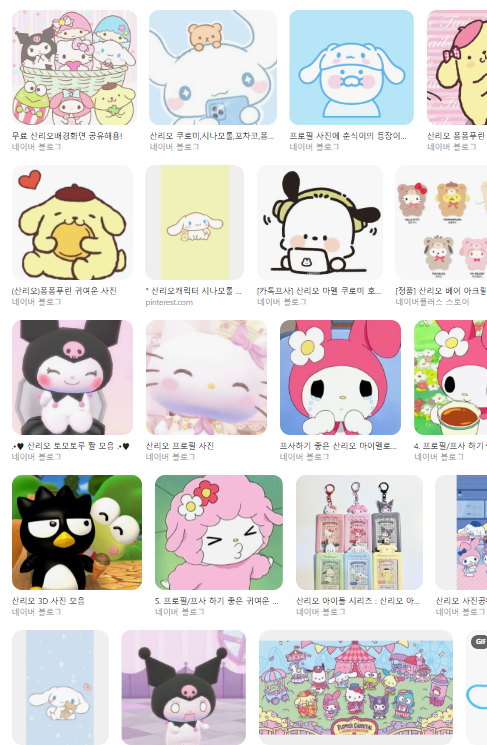 무료 산리오배경화면 공유해용!
네이버 블로그
산리오 쿠로미,시나모롤,포차코,폼...
네이버 블로그
프로필 사진에 춘식이의 등장이...
네이버 블로그
산리오 폼폼푸린
네이버 블로그
(산리오)폼폼푸린 귀여운 사진
네이버 블로그
* 산리오캐릭터 시나모롤 ...
pinterest.com
[카톡프사] 산리오 마멜 쿠로미 호...
네이버 블로그
[정품] 산리오 베어 아크릴
네이버플러스 스토어
.•♥ 산리오 토모토루 짤 모음 .•♥
네이버 블로그
산리오 프로필 사진
네이버 블로그
프사하기 좋은 산리오 마이멜로...
네이버 블로그
4. 프로필/프사 하기
네이버 블로그
산리오 3D 사진 모음
네이버 블로그
5. 프로필/프사 하기 좋은 귀여운 ...
네이버 블로그
산리오 아이돌 시리즈 : 산리오 아...
네이버 블로그
산리오 사진공
네이버 블로그
FLOWER CARNIVAL
GIF